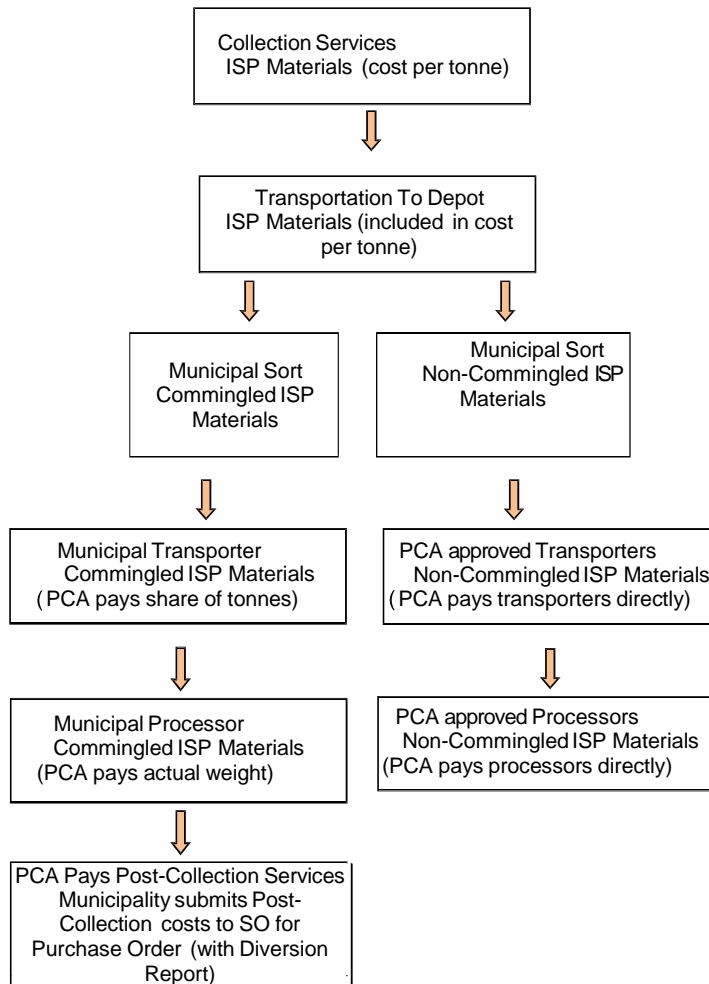 Collection Services
ISP Materials (cost per tonne)
Transportation To Depot
ISP Materials (included in cost
per tonne)
Municipal Sort
Commingled ISP
Materials
Municipal Sort
Non-Commingled ISP
Materials
Municipal Transporter
Commingled ISP Materials
(PCA pays share of tonnes)
PCA approved Transporters
Non-Commingled ISP Materials
(PCA pays transporters directly)
Municipal Processor
Commingled ISP Materials
(PCA pays actual weight)
PCA approved Processors
Non-Commingled ISP Materials
(PCA pays processors directly)
PCA Pays Post-Collection Services
Municipality submits Post-
Collection costs to SO for
Purchase Order (with Diversion
Report)